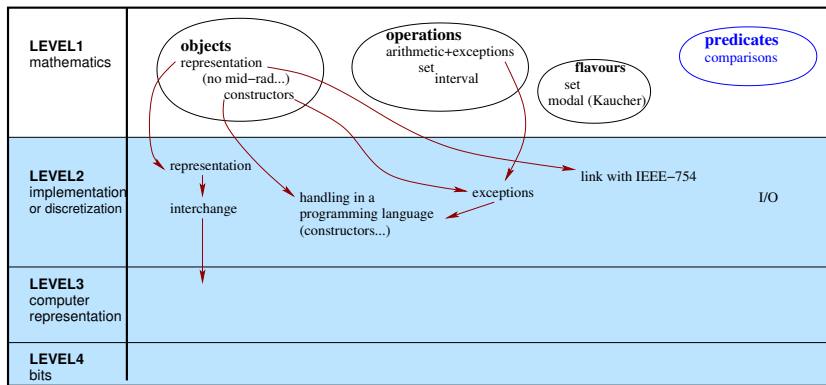 LEVEL1
mathematics
objects
representation
(no mid−rad...)
constructors
operations
arithmetic+exceptions
set
interval
flavours
set
modal (Kaucher)
predicates
comparisons
LEVEL2
implementation
or discretization
representation
interchange
handling in a
programming language
(constructors...)
exceptions
link with IEEE−754
I/O
LEVEL3
computer
representation
LEVEL4
bits